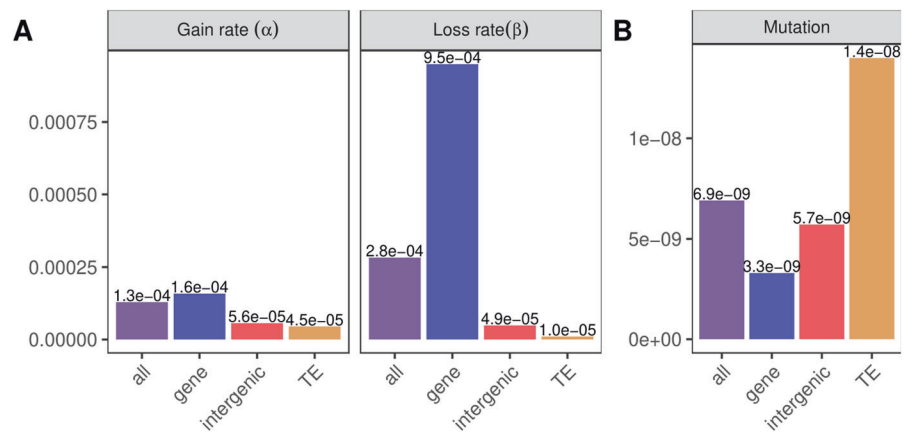 A
Gain rate (α)
Loss rate(β)
B
Mutation
0.00075
0.00050
0.00025
0.00000
1.3e−04
1.6e−04
5.6e−05
4.5e−05
2.8e−04
9.5e−04
4.9e−05
1.0e−05
all
gene
intergenic
TE
all
gene
intergenic
TE
1e−08
5e−09
0e+00
6.9e−09
3.3e−09
5.7e−09
1.4e−08
all
gene
intergenic
TE